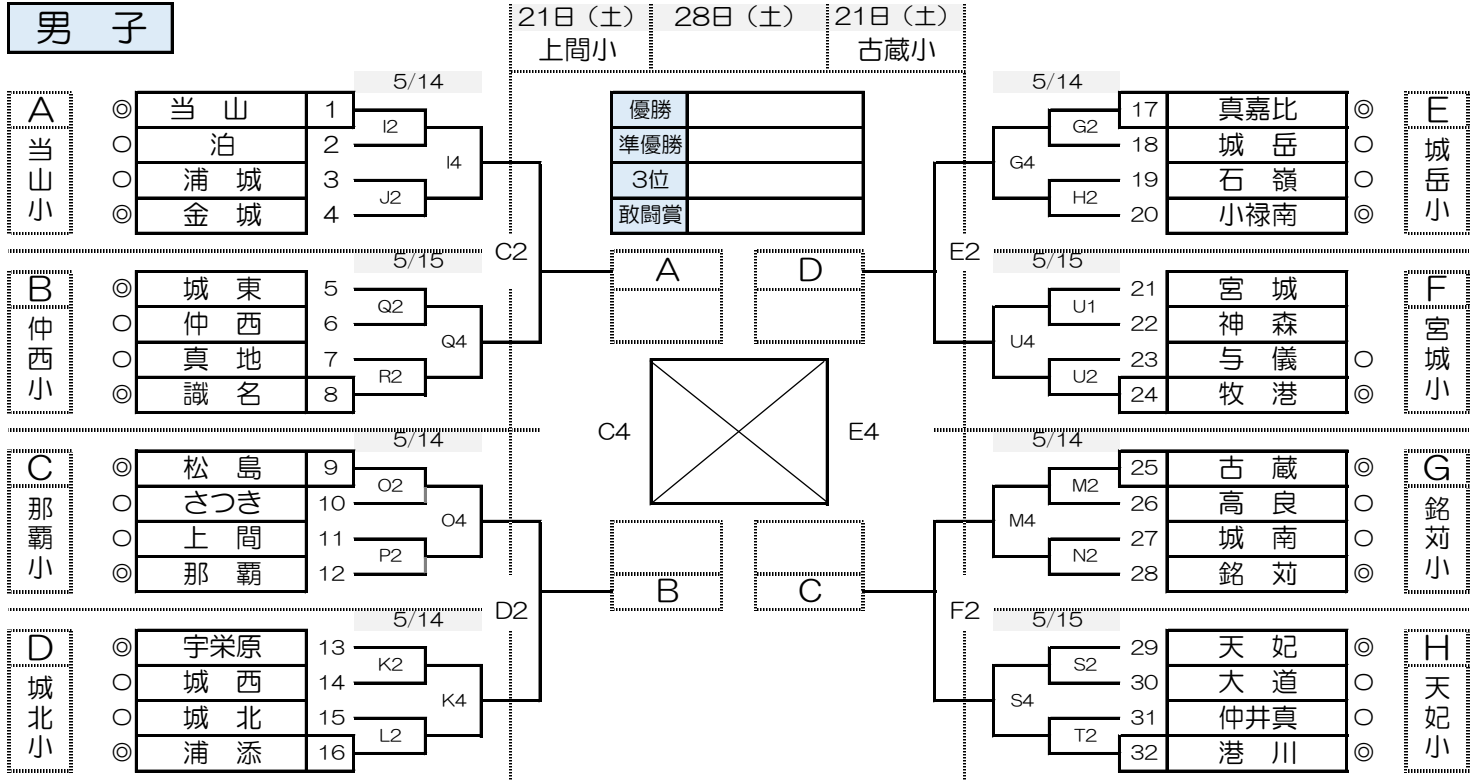 男 子
21日（土） 28日（土） 21日（土）
上間小 古蔵小
5/14
A
当山小
◎ 当 山 1
○ 泊 2
○ 浦 城 3
◎ 金 城 4
I2
J2
I4
5/15
B
仲西小
◎ 城 東 5
○ 仲 西 6
○ 真 地 7
◎ 識 名 8
Q2
R2
Q4
C2
5/14
C
那覇小
◎ 松 島 9
○ さつき 10
○ 上 間 11
◎ 那 覇 12
O2
P2
O4
5/14
D
城北小
◎ 宇栄原 13
○ 城 西 14
○ 城 北 15
◎ 浦 添 16
K2
L2
K4
D2
優勝
準優勝
3位
敢闘賞
A D
C4 E4
B C
5/14
17 真嘉比 ◎
18 城 岳 ○
19 石 嶺 ○
20 小禄南 ◎
G2
H2
G4
E
城岳小
E2
5/15
21 宮 城
22 神 森
23 与 儀 ○
24 牧 港 ◎
U1
U2
U4
F
宮城小
5/14
25 古 蔵 ◎
26 高 良 ○
27 城 南 ○
28 銘 苅 ◎
M2
N2
M4
G
銘苅小
F2
5/15
29 天 妃 ◎
30 大 道 ○
31 仲井真 ○
32 港 川 ◎
S2
T2
S4
H
天妃小